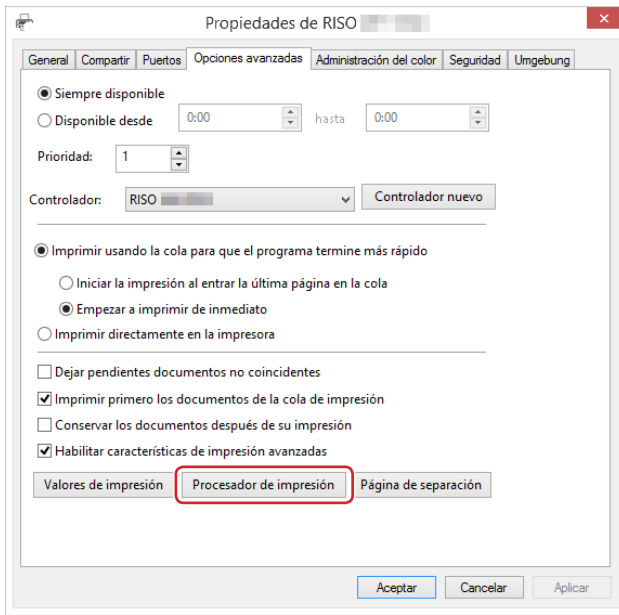 Propiedades de RISO
General Compartir Puertos Opciones avanzadas Administración del color Seguridad Umgebung
Siempre disponible
Disponible desde 0:00 hasta 0:00
Prioridad: 1
Controlador: RISO Controlador nuevo
Imprimir usando la cola para que el programa termine más rápido
Iniciar la impresión al entrar la última página en la cola
Empezar a imprimir de inmediato
Imprimir directamente en la impresora
Dejar pendientes documentos no coincidentes
Imprimir primero los documentos de la cola de impresión
Conservar los documentos después de su impresión
Habilitar características de impresión avanzadas
Valores de impresión Procesador de impresión Página de separación
Aceptar Cancelar Aplicar